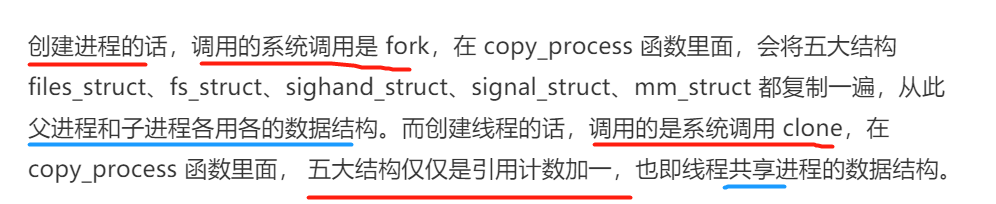 创建进程的话，调用的系统调用是 fork，在 copy_process 函数里面，会将五大结构
files_struct、fs_struct、sighand_struct、signal_struct、mm_struct 都复制一遍，从此
父进程和子进程各用各的数据结构。而创建线程的话，调用的是系统调用 clone，在
copy_process 函数里面， 五大结构仅仅是引用计数加一，也即线程共享进程的数据结构。